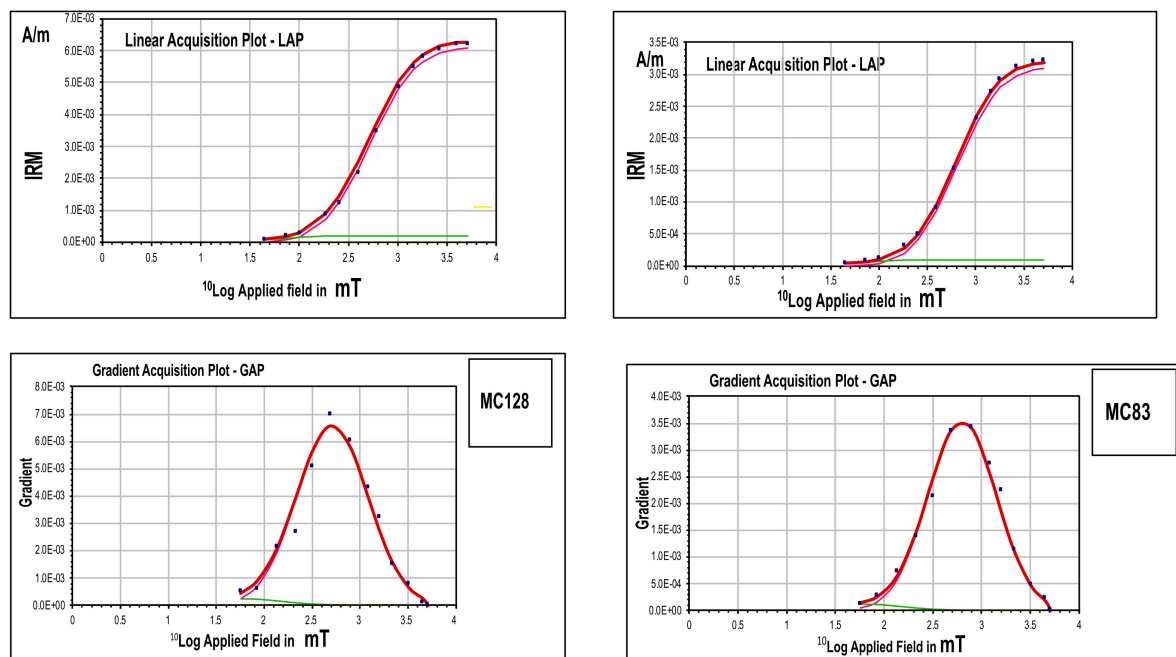 A/m
Linear Acquisition Plot - LAP
7.0E-03
6.0E-03
5.0E-03
4.0E-03
3.0E-03
2.0E-03
1.0E-03
0.0E+00
IRM
0 0.5 1 1.5 2 2.5 3 3.5 4
10Log Applied field in mT
A/m
Linear Acquisition Plot - LAP
3.5E-03
3.0E-03
2.5E-03
2.0E-03
1.5E-03
1.0E-03
5.0E-04
0.0E+00
IRM
0 0.5 1 1.5 2 2.5 3 3.5 4
10Log Applied field in mT
Gradient Acquisition Plot - GAP
MC128
8.0E-03
7.0E-03
6.0E-03
5.0E-03
4.0E-03
3.0E-03
2.0E-03
1.0E-03
0.0E+00
Gradient
0 0.5 1 1.5 2 2.5 3 3.5 4
10Log Applied Field in mT
Gradient Acquisition Plot - GAP
MC83
4.0E-03
3.5E-03
3.0E-03
2.5E-03
2.0E-03
1.5E-03
1.0E-03
5.0E-04
0.0E+00
Gradient
0 0.5 1 1.5 2 2.5 3 3.5 4
10Log Applied Field in mT